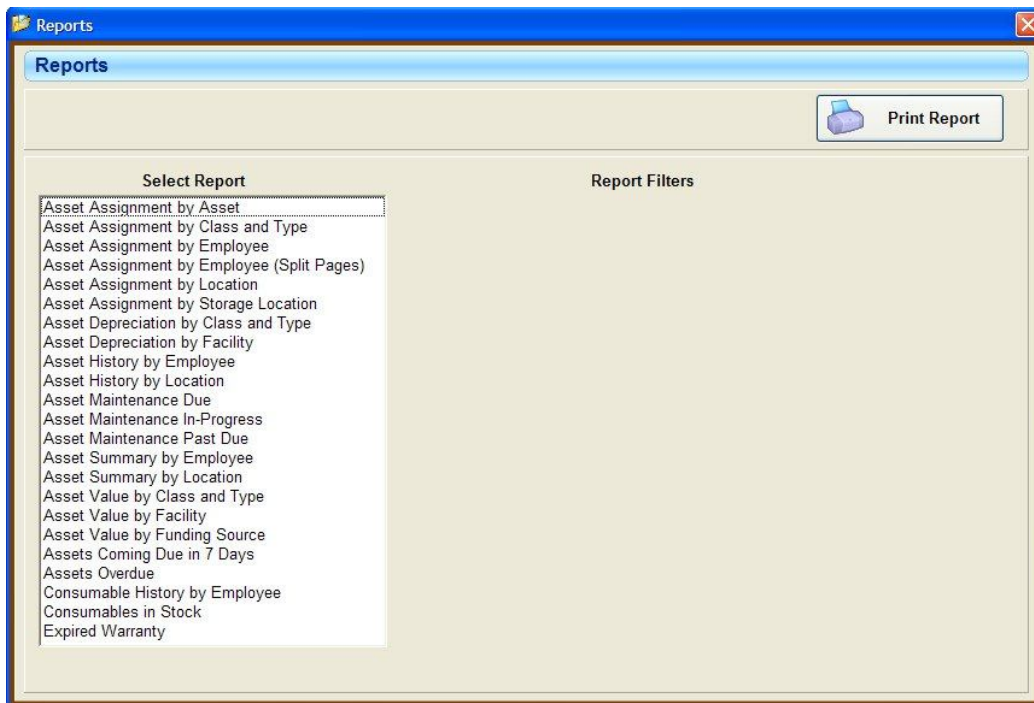 Reports
Reports
Print Report
Select Report
Report Filters
Asset Assignment by Asset
Asset Assignment by Class and Type
Asset Assignment by Employee
Asset Assignment by Employee (Split Pages)
Asset Assignment by Location
Asset Assignment by Storage Location
Asset Depreciation by Class and Type
Asset Depreciation by Facility
Asset History by Employee
Asset History by Location
Asset Maintenance Due
Asset Maintenance In-Progress
Asset Maintenance Past Due
Asset Summary by Employee
Asset Summary by Location
Asset Value by Class and Type
Asset Value by Facility
Asset Value by Funding Source
Assets Coming Due in 7 Days
Assets Overdue
Consumable History by Employee
Consumables in Stock
Expired Warranty